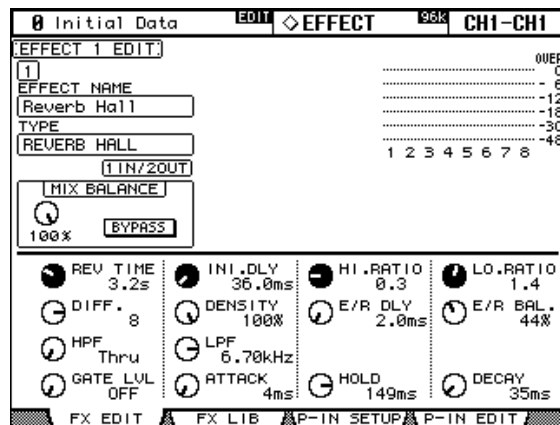 0 Initial Data EDIT ◇EFFECT 96k CH1-CH1
EFFECT 1 EDIT
1
EFFECT NAME
Reverb Hall
TYPE
REVERB HALL
1 IN/2OUT
MIX BALANCE
100%
BYPASS
OVER
0
- 6
-12
-18
-30
-48
1 2 3 4 5 6 7 8
REV TIME 3.2s
INI.DLY 36.0ms
HI.RATIO 0.3
LO.RATIO 1.4
DIFF. 8
DENSITY 100%
E/R DLY 2.0ms
E/R BAL. 44%
HPF Thru
LPF 6.70kHz
GATE LVL OFF
ATTACK 4ms
HOLD 149ms
DECAY 35ms
FX EDIT FX LIB P-IN SETUP P-IN EDIT